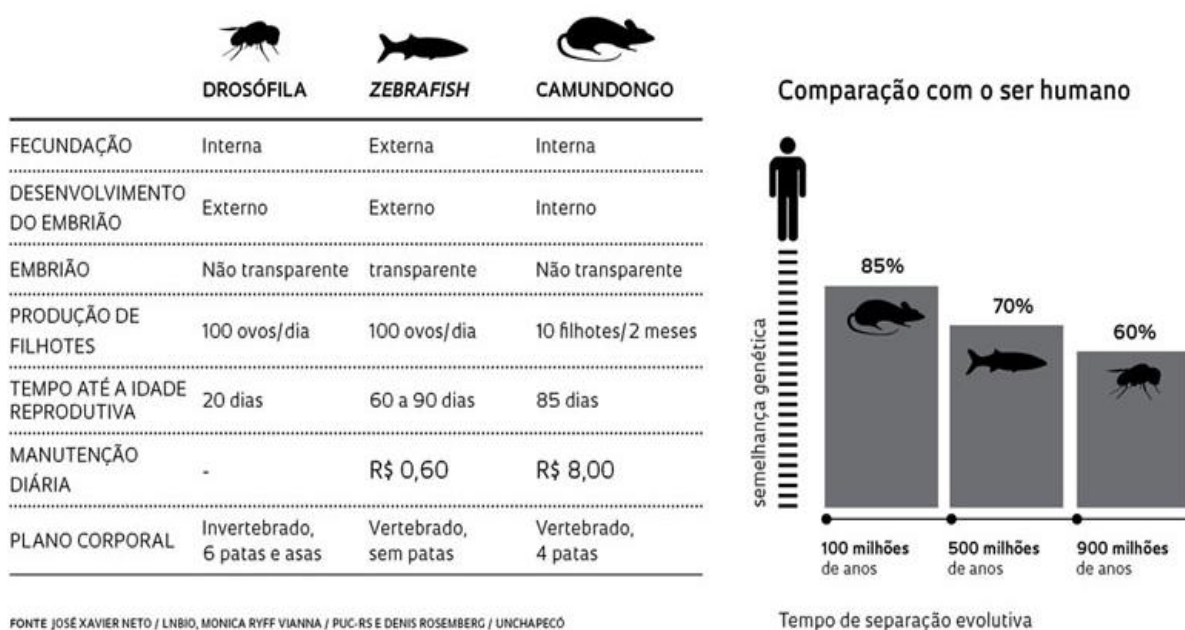 DROSÓFILA ZEBRAFISH CAMUNDONGO
FECUNDAÇÃO Interna Externa Interna
DESENVOLVIMENTO
DO EMBRIÃO Externo Externo Interno
EMBRIÃO Não transparente transparente Não transparente
PRODUÇÃO DE
FILHOTES 100 ovos/dia 100 ovos/dia 10 filhotes/2 meses
TEMPO ATÉ A IDADE
REPRODUTIVA 20 dias 60 a 90 dias 85 dias
MANUTENÇÃO
DIÁRIA - R$ 0,60 R$ 8,00
PLANO CORPORAL Invertebrado, Vertebrado, Vertebrado,
6 patas e asas sem patas 4 patas
FONTE JOSÉ XAVIER NETO / LNBIO, MONICA RYFF VIANNA / PUC-RS E DENIS ROSEMBERG / UNCHAPECÓ
Comparação com o ser humano
semelhança genética
85%
70%
60%
100 milhões 500 milhões 900 milhões
de anos de anos de anos
Tempo de separação evolutiva